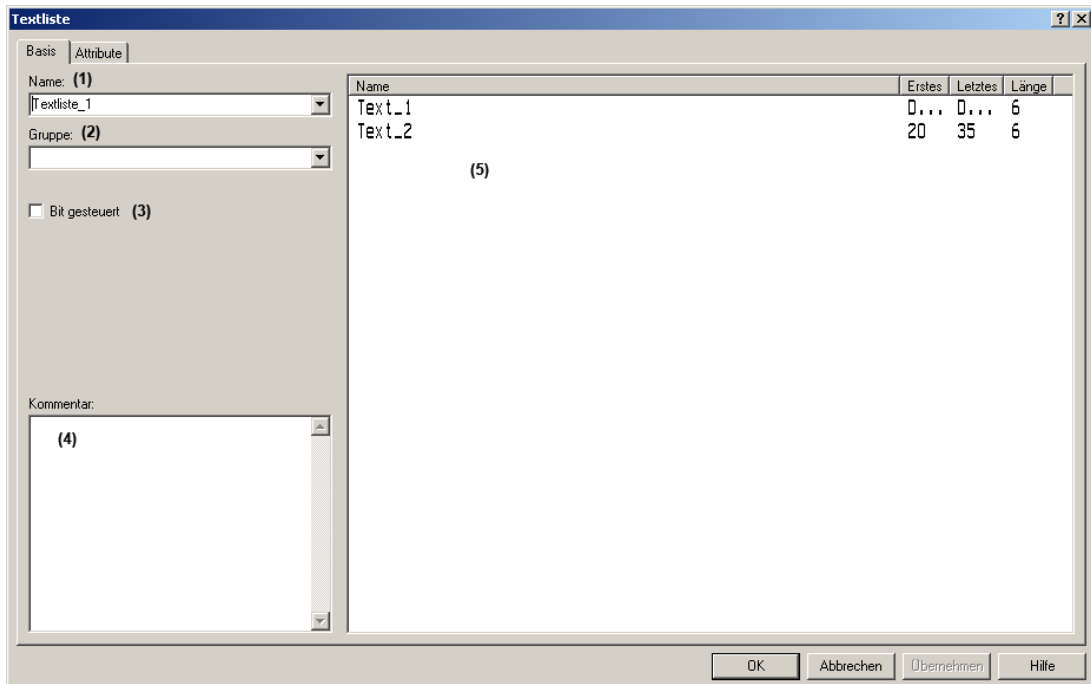 Textliste
Basis Attribute
Name: (1)
Textliste_1
Gruppe: (2)
Bit gesteuert (3)
Kommentar:
(4)
Name Erstes Letztes Länge
Text_1 D... D... 6
Text_2 20 35 6
(5)
OK Abbrechen Übernehmen Hilfe